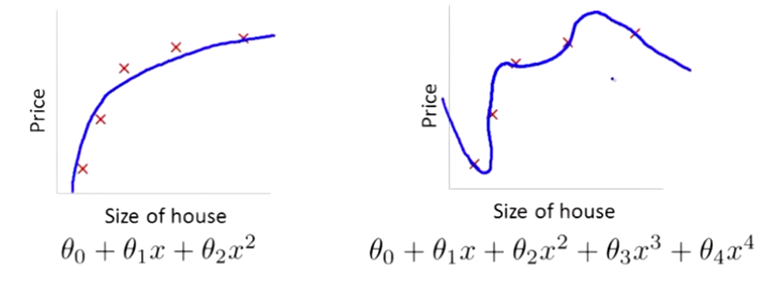 Price
Size of house
θ₀ + θ₁x + θ₂x²
Price
Size of house
θ₀ + θ₁x + θ₂x² + θ₃x³ + θ₄x⁴